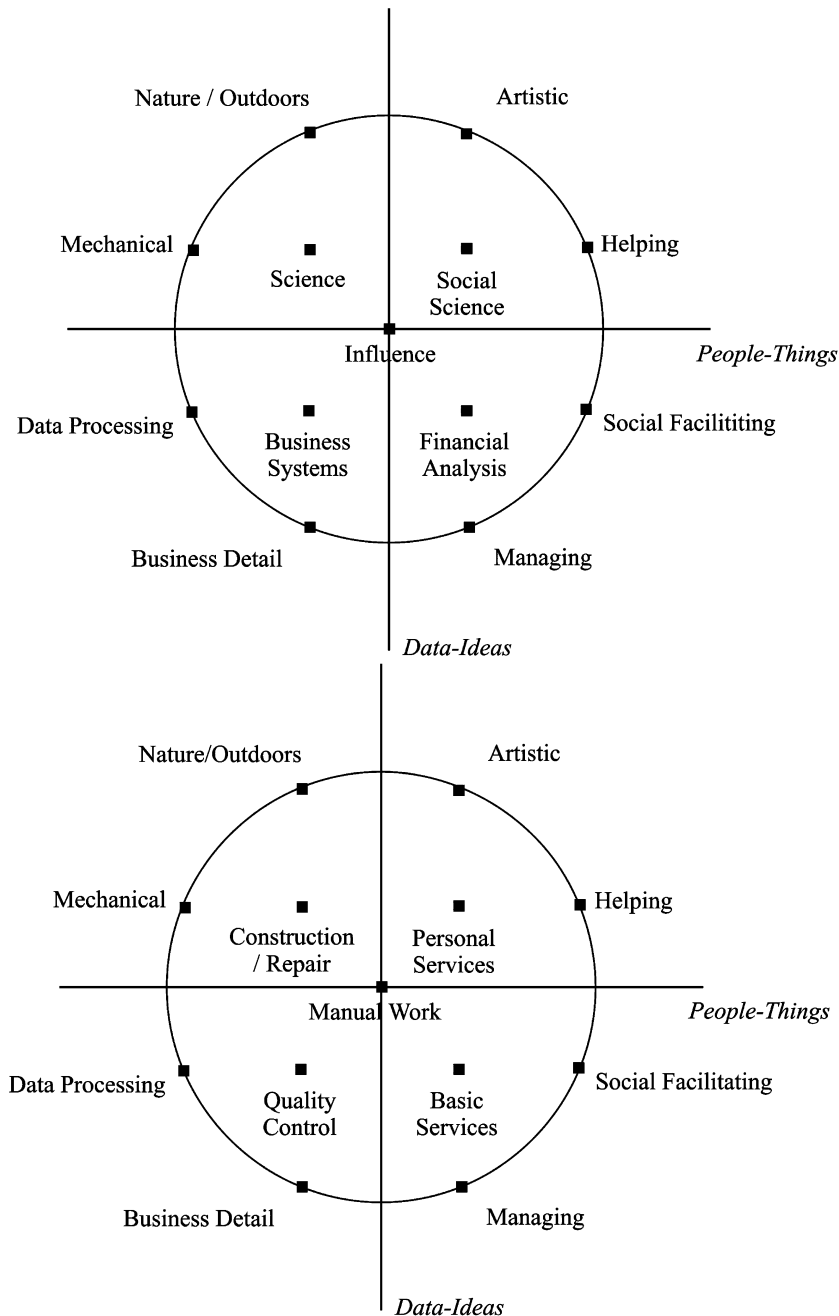 Nature / Outdoors
Artistic
Mechanical
Helping
Science
Social
Science
Influence
People-Things
Data Processing
Social Facilititing
Business
Systems
Financial
Analysis
Business Detail
Managing
Data-Ideas
Nature/Outdoors
Artistic
Mechanical
Helping
Construction
/ Repair
Personal
Services
Manual Work
People-Things
Data Processing
Social Facilitating
Quality
Control
Basic
Services
Business Detail
Managing
Data-Ideas